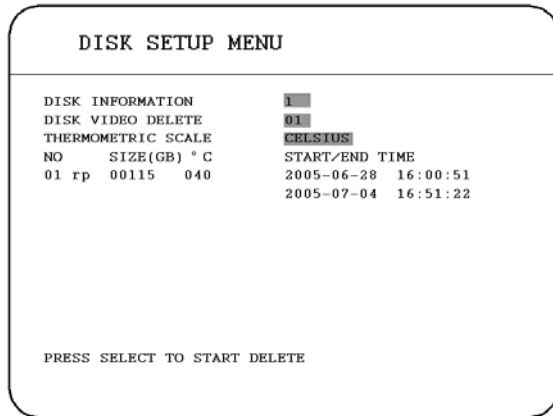 DISK SETUP MENU
DISK INFORMATION 1
DISK VIDEO DELETE 01
THERMOMETRIC SCALE CELSIUS
NO SIZE(GB) °C START/END TIME
01 rp 00115 040 2005-06-28 16:00:51
2005-07-04 16:51:22
PRESS SELECT TO START DELETE